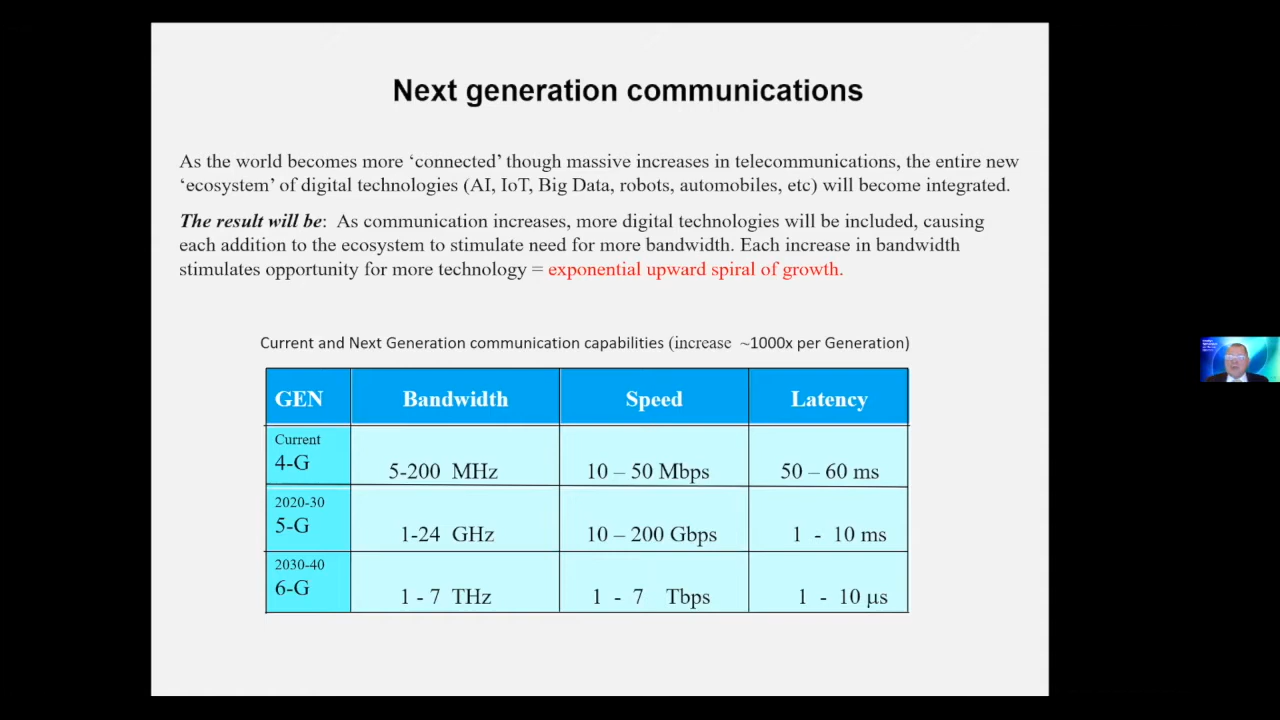 Next generation communications
As the world becomes more ‘connected’ though massive increases in telecommunications, the entire new
‘ecosystem’ of digital technologies (AI, IoT, Big Data, robots, automobiles, etc) will become integrated.
The result will be: As communication increases, more digital technologies will be included, causing
each addition to the ecosystem to stimulate need for more bandwidth. Each increase in bandwidth
stimulates opportunity for more technology = exponential upward spiral of growth.
Current and Next Generation communication capabilities (increase ~1000x per Generation)
GEN Bandwidth Speed Latency
Current
4-G 5-200 MHz 10 – 50 Mbps 50 – 60 ms
2020-30
5-G 1-24 GHz 10 – 200 Gbps 1 - 10 ms
2030-40
6-G 1 - 7 THz 1 - 7 Tbps 1 - 10 μs